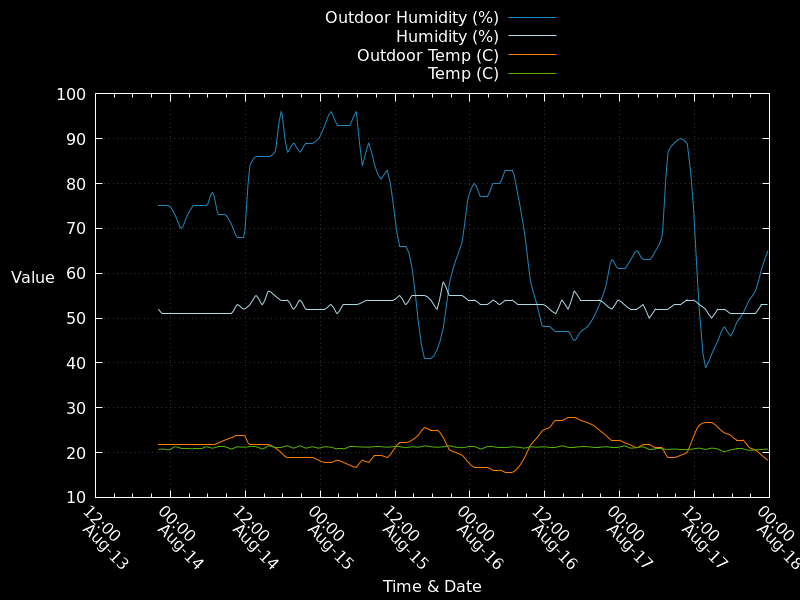 Outdoor Humidity (%)
Humidity (%)
Outdoor Temp (C)
Temp (C)
100
90
80
70
60
50
40
30
20
10
Value
12:00
Aug-13
00:00
Aug-14
12:00
Aug-14
00:00
Aug-15
12:00
Aug-15
00:00
Aug-16
12:00
Aug-16
00:00
Aug-17
12:00
Aug-17
00:00
Aug-18
Time & Date